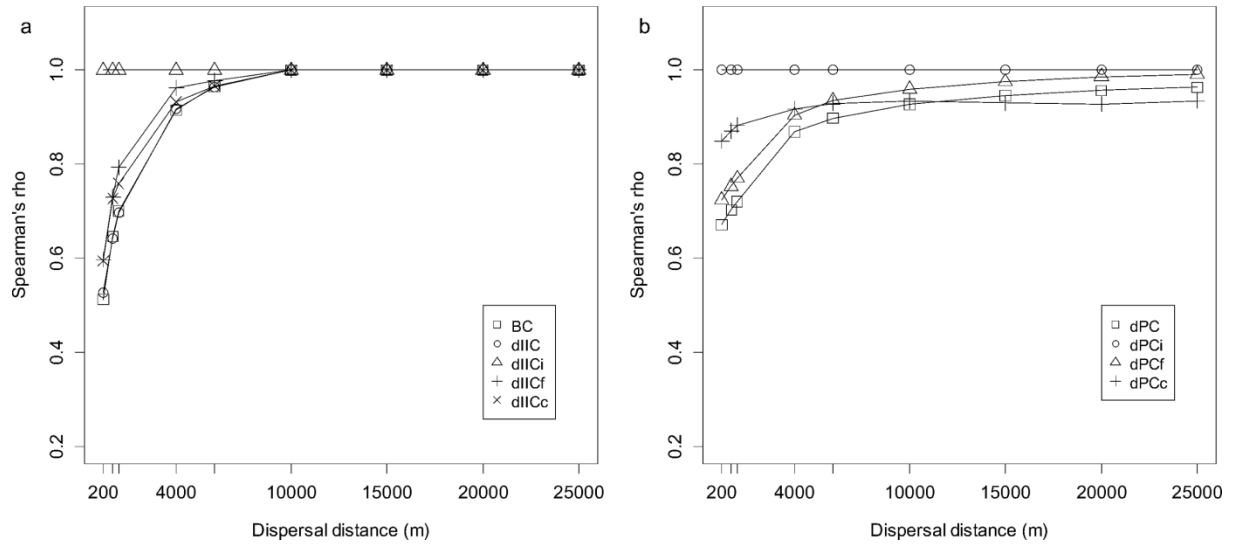 a
Spearman's rho
1.0
0.8
0.6
0.4
0.2
BC
dIIC
dIICi
dIICf
dIICc
200 4000 10000 15000 20000 25000
Dispersal distance (m)
b
Spearman's rho
1.0
0.8
0.6
0.4
0.2
dPC
dPCi
dPCf
dPCc
200 4000 10000 15000 20000 25000
Dispersal distance (m)